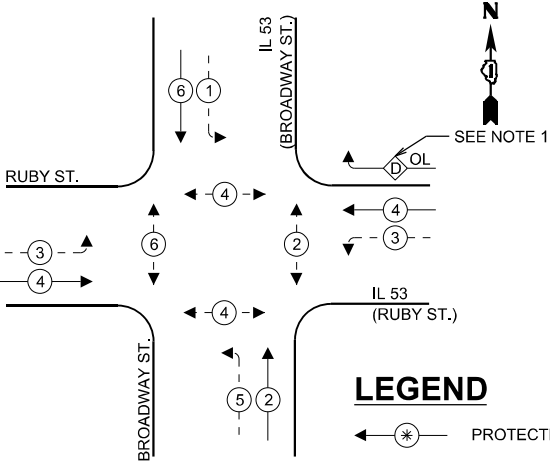 N
IL 53
(BROADWAY ST.)
6
1
SEE NOTE 1
D
OL
RUBY ST.
4
4
3
6
2
3
4
IL 53
(RUBY ST.)
4
5
2
BROADWAY ST.
LEGEND
* PROTECT